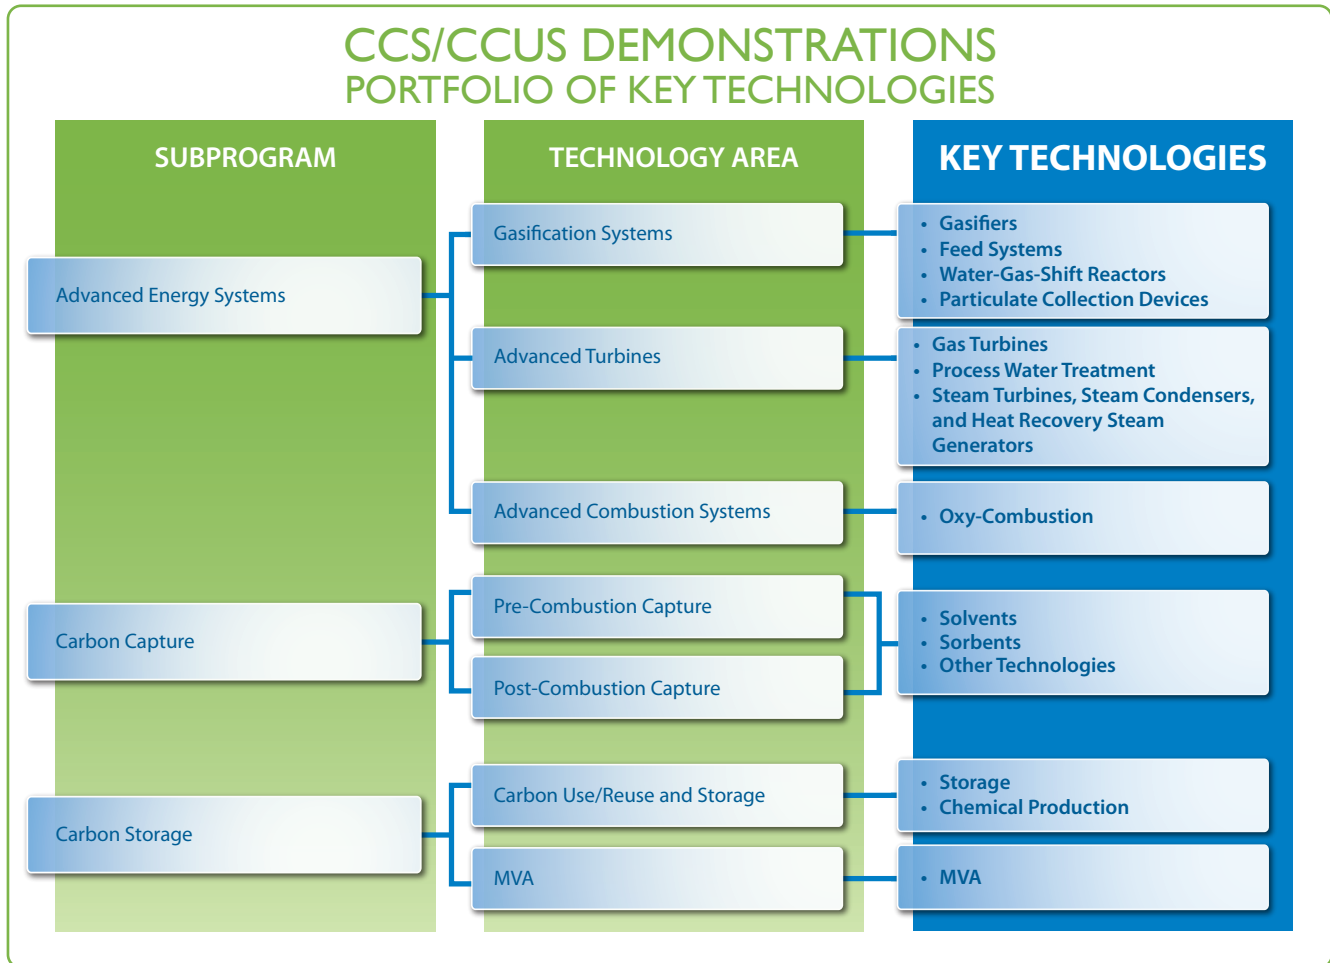 CCS/CCUS DEMONSTRATIONS
PORTFOLIO OF KEY TECHNOLOGIES
SUBPROGRAM
TECHNOLOGY AREA
KEY TECHNOLOGIES
Advanced Energy Systems
Gasification Systems
• Gasifiers
• Feed Systems
• Water-Gas-Shift Reactors
• Particulate Collection Devices
Advanced Turbines
• Gas Turbines
• Process Water Treatment
• Steam Turbines, Steam Condensers,
and Heat Recovery Steam
Generators
Advanced Combustion Systems
• Oxy-Combustion
Carbon Capture
Pre-Combustion Capture
Post-Combustion Capture
• Solvents
• Sorbents
• Other Technologies
Carbon Storage
Carbon Use/Reuse and Storage
• Storage
• Chemical Production
MVA
• MVA